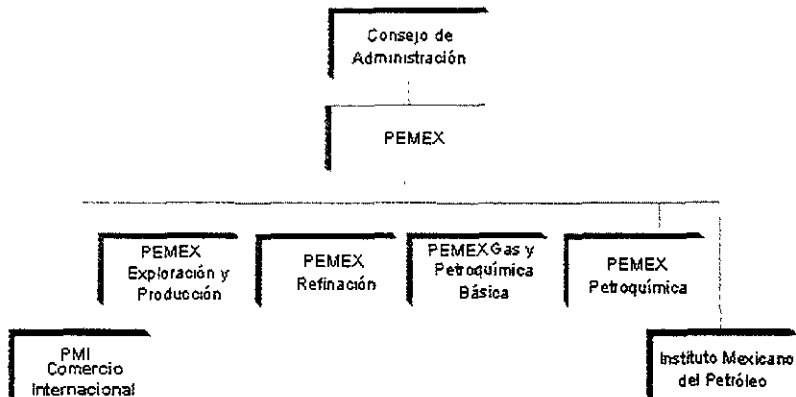 Consejo de
Administración
PEMEX
PEMEX
Exploración y
Producción
PEMEX
Refinación
PEMEX Gas y
Petroquímica
Básica
PEMEX
Petroquímica
PMI
Comercio
Internacional
Instituto Mexicano
del Petróleo